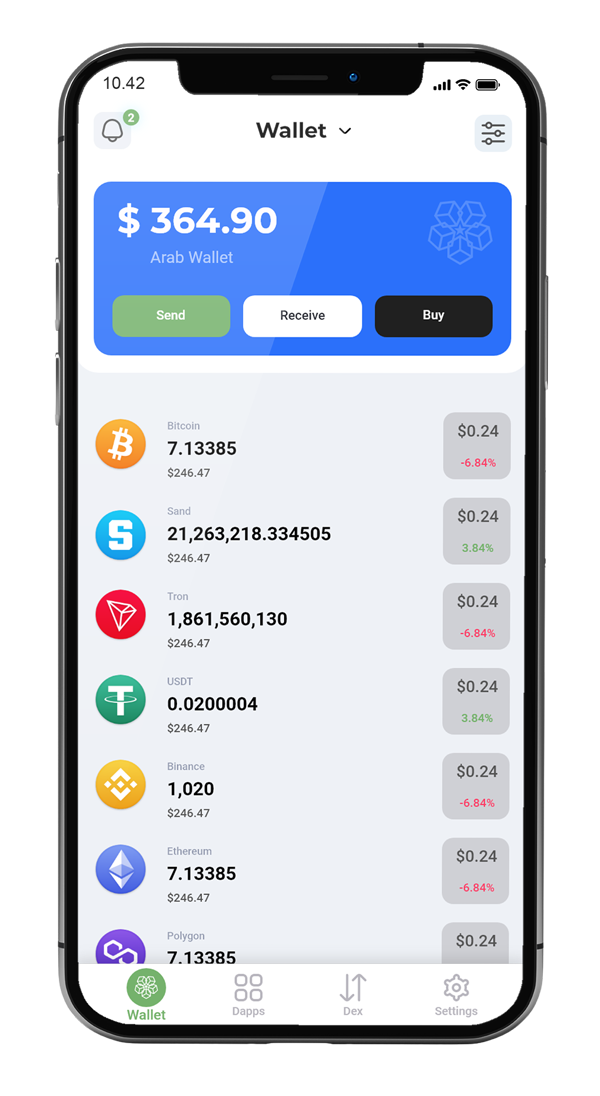 10.42
2
Wallet
$ 364.90
Arab Wallet
Send Receive Buy
Bitcoin
7.13385
$246.47
$0.24
-6.84%
Sand
21,263,218.334505
$246.47
$0.24
3.84%
Tron
1,861,560,130
$246.47
$0.24
-6.84%
USDT
0.0200004
$246.47
$0.24
3.84%
Binance
1,020
$246.47
$0.24
-6.84%
Ethereum
7.13385
$246.47
$0.24
-6.84%
Polygon
7.13385
$0.24
Wallet Dapps Dex Settings